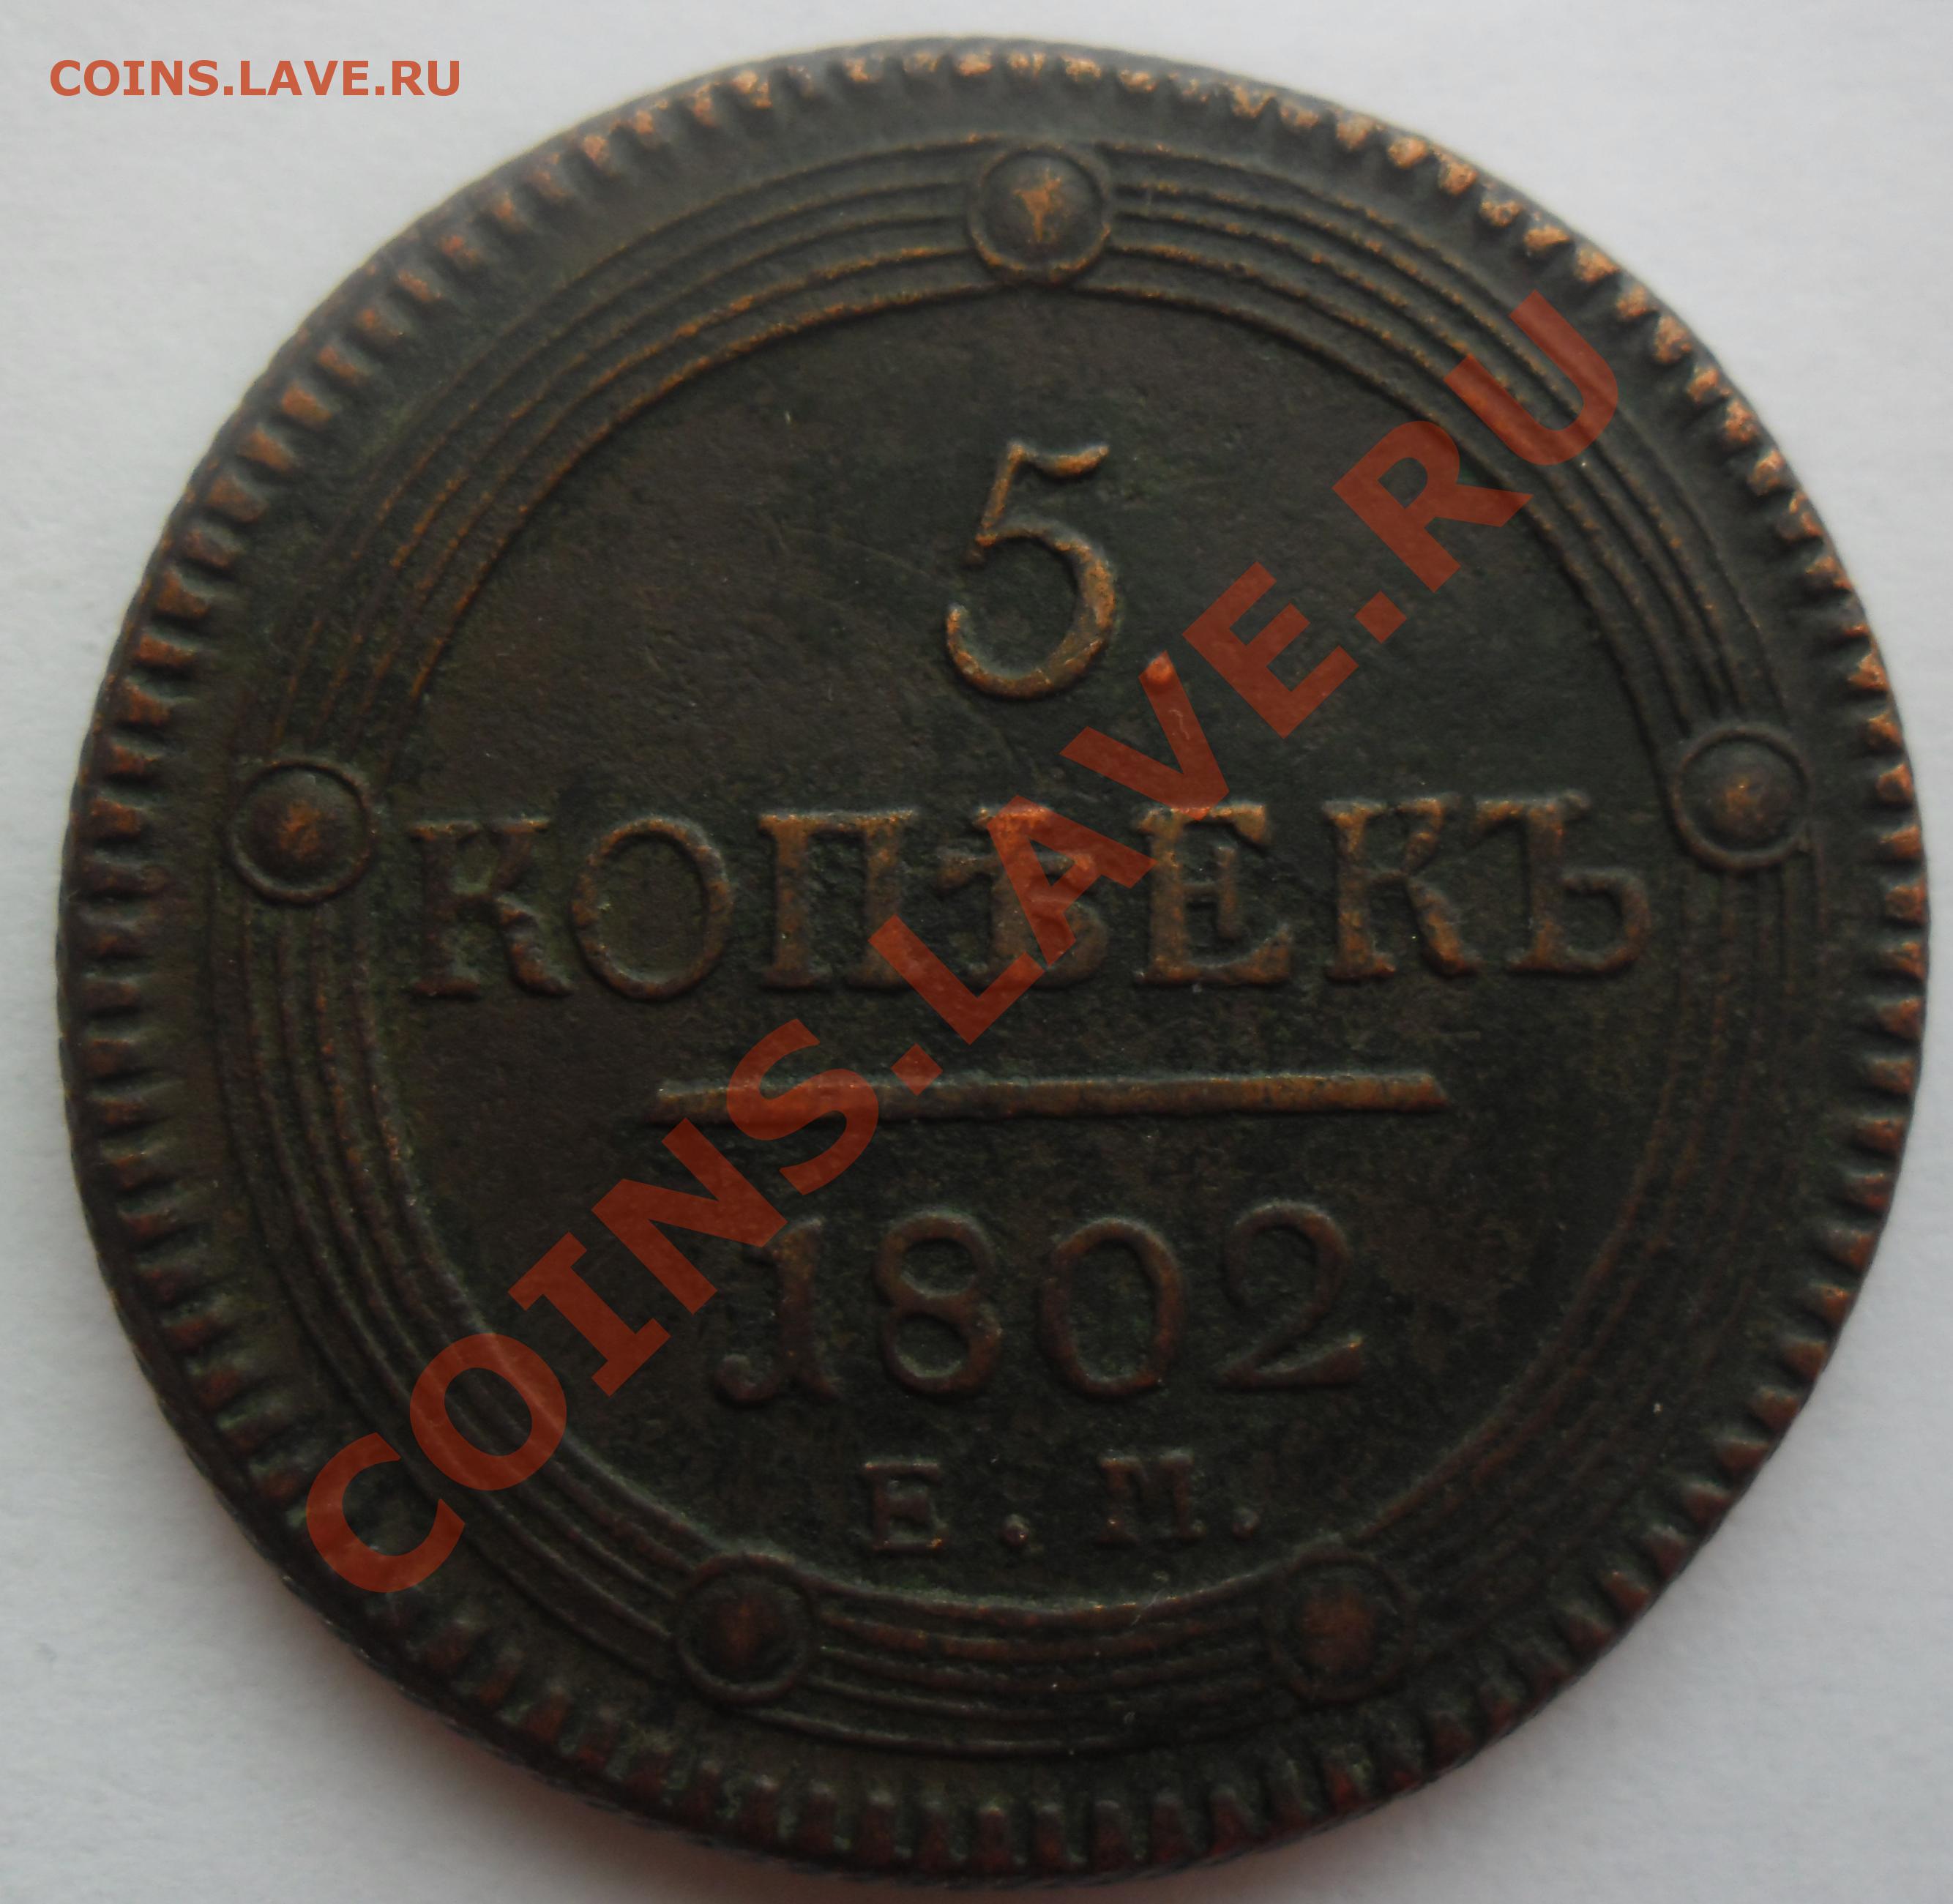 COINS.LAVE.RU
5
КОПѢЕКЪ
1802
Е. М.
COINS.LAVE.RU